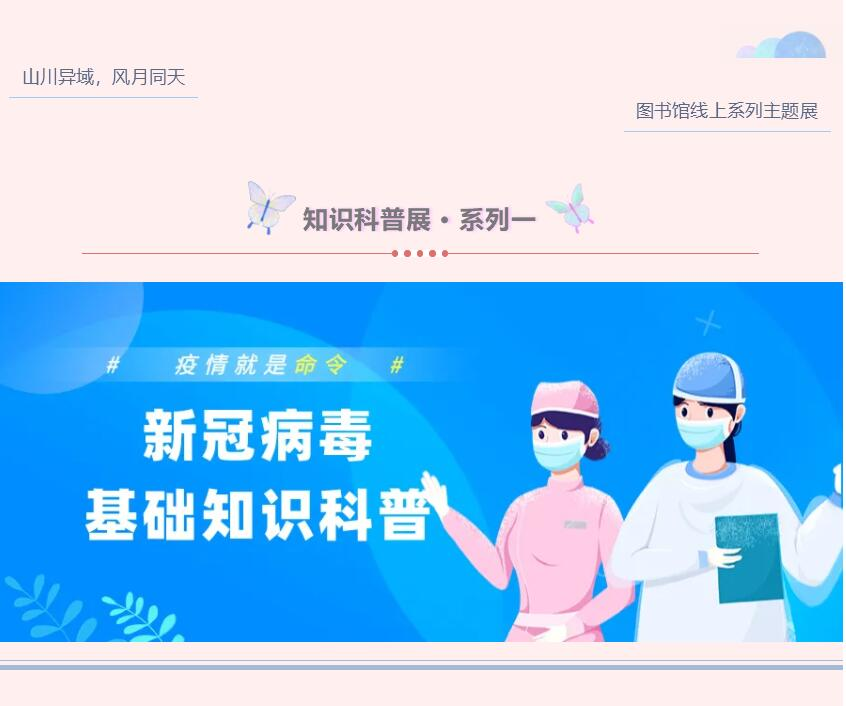 山川异域，风月同天
图书馆线上系列主题展
知识科普展·系列一
# 疫情就是命令 #
新冠病毒
基础知识科普